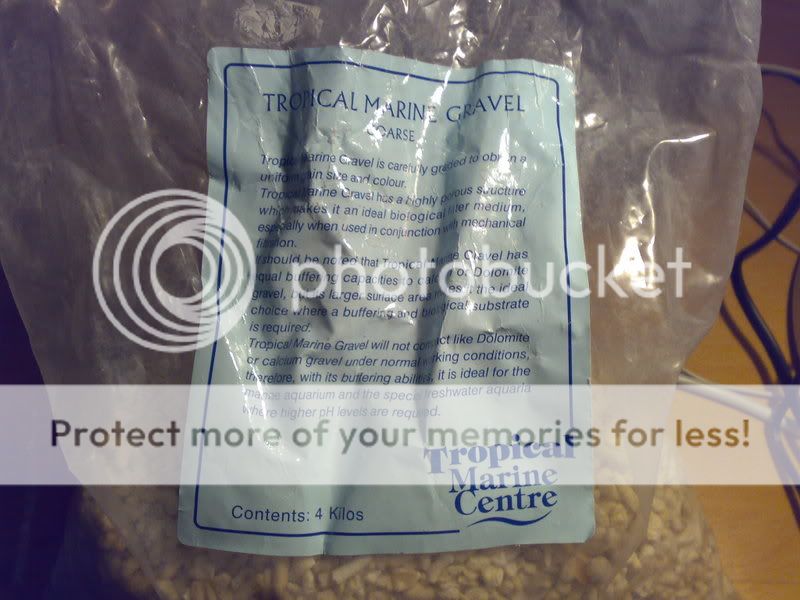 TROPICAL MARINE GRAVEL
COARSE
Tropical Marine Gravel is carefully graded to obtain a
uniform grain size and colour.
Tropical Marine Gravel has a highly porous structure
which makes it an ideal biological filter medium,
especially when used in conjunction with mechanical
filtration.
It should be noted that Tropical Marine Gravel has
equal buffering capacities to Dolomite
gravel, but its larger surface area makes the ideal
choice where a buffering and biological substrate
is required.
Tropical Marine Gravel will not compact like Dolomite
or calcium gravel under normal working conditions,
therefore, with its buffering abilities, it is ideal for the
marine aquarium and the special freshwater aquaria
where higher pH levels are required.
photobucket
Protect more of your memories for less!
Tropical
Marine
Centre
Contents: 4 Kilos